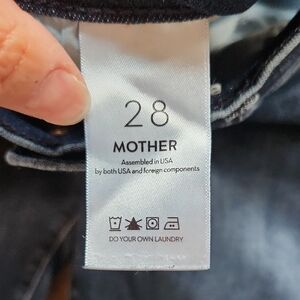 28
MOTHER
Assembled in USA
by both USA and foreign components
DO YOUR OWN LAUNDRY